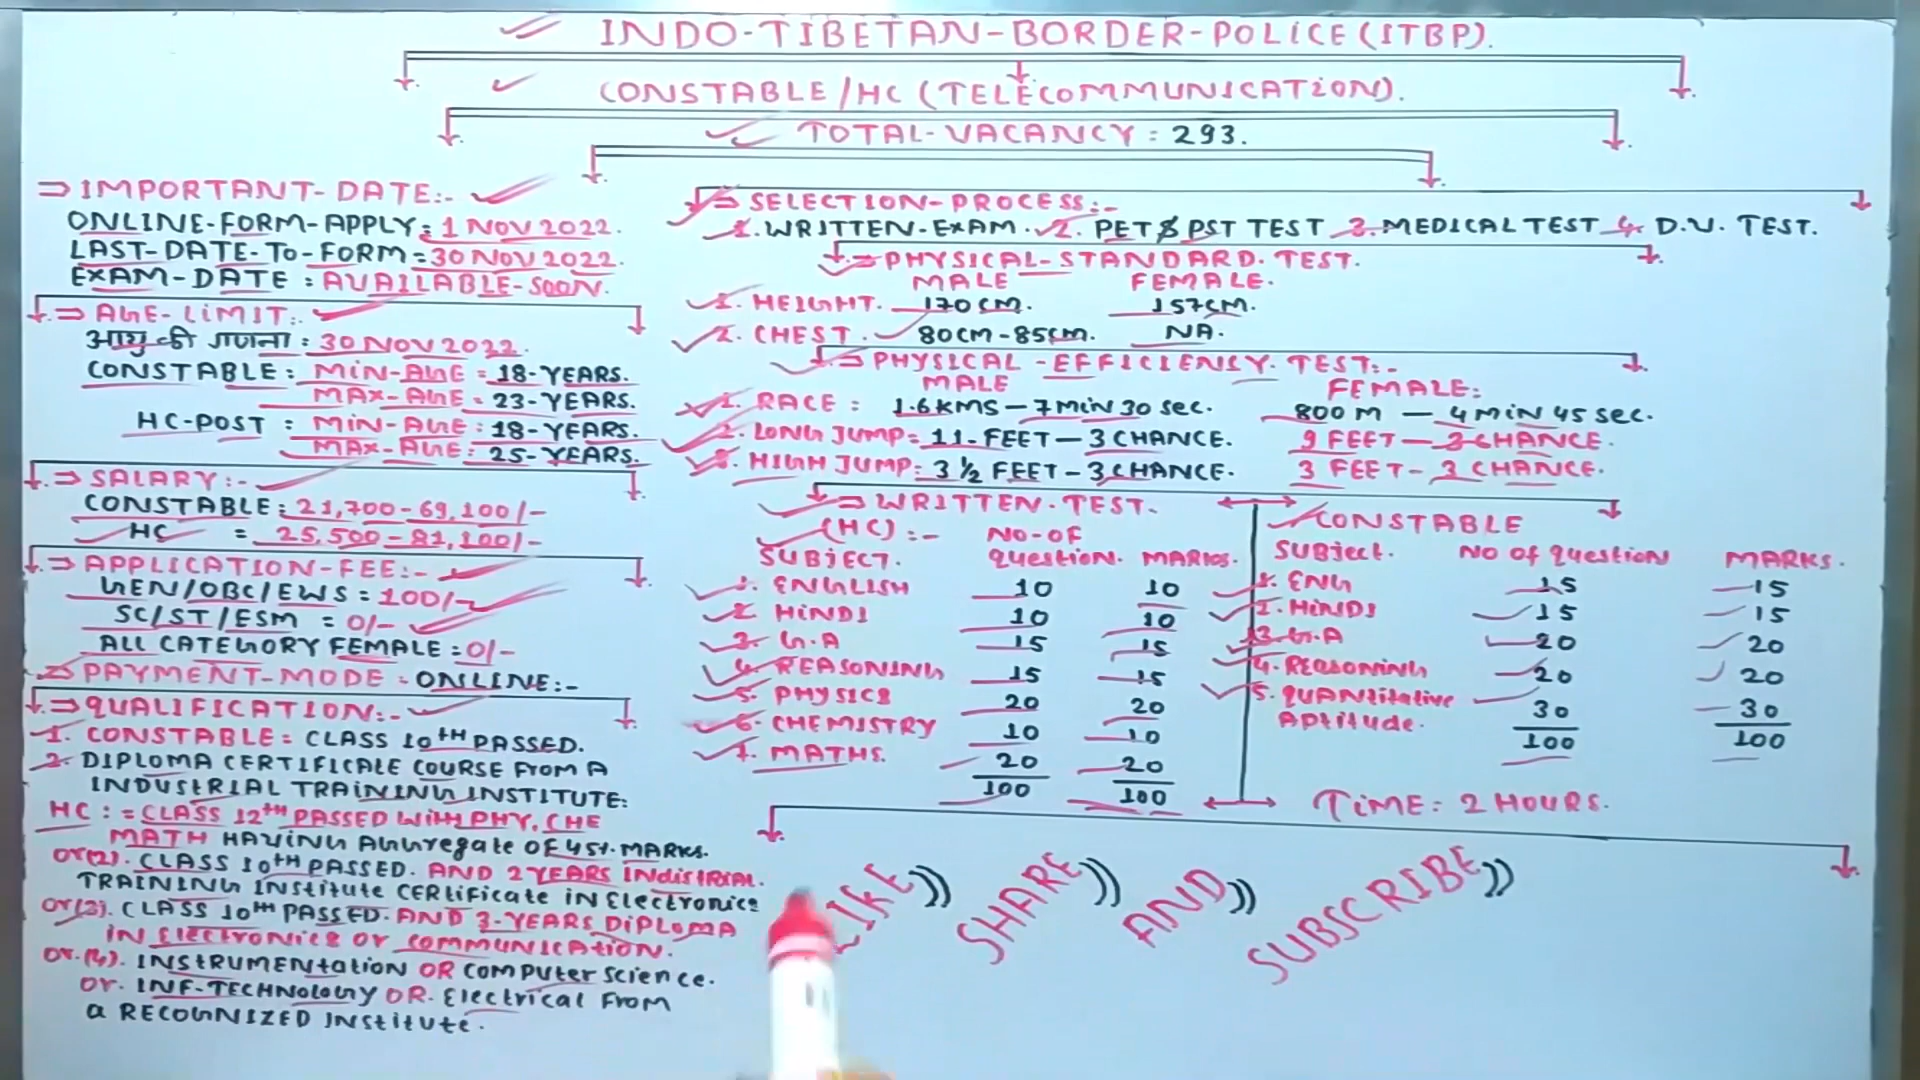 INDO-TIBETAN-BORDER-POLICE (ITBP).
CONSTABLE/HC (TELECOMMUNICATION).
TOTAL-VACANCY : 293.
⇒ IMPORTANT-DATE:-
ONLINE-FORM-APPLY: 1 NOV 2022.
LAST-DATE-TO-FORM = 30 NOV 2022.
EXAM-DATE : AVAILABLE-SOON.
⇒ AGE-LIMIT:-
आयु की गणना : 30 NOV 2022.
CONSTABLE: MIN-AGE = 18-YEARS.
MAX-AGE = 23-YEARS.
HC-POST : MIN-AGE: 18-YEARS.
MAX-AGE: 25-YEARS.
⇒ SALARY:-
CONSTABLE: 21,700-69,100/-
HC = 25,500-81,100/-
⇒ APPLICATION-FEE:-
GEN/OBC/EWS = 100/-
SC/ST/ESM = 0/-
ALL CATEGORY FEMALE = 0/-
⇒ PAYMENT-MODE = ONLINE:-
⇒ QUALIFICATION:-
1. CONSTABLE = CLASS 10TH PASSED.
2. DIPLOMA CERTIFICALE COURSE FROM A
INDUSTRIAL TRAINING INSTITUTE:
HC := CLASS 12TH PASSED WITH PHY, CHE
MATH HAVING AGGREGATE OF 45%. MARKS.
OR(2). CLASS 10TH PASSED. AND 2 YEARS INDISTRIAL.
TRAINING INSTITUTE CERTIFICATE IN ELECTRONICS
OR(3). CLASS 10TH PASSED. AND 3-YEARS DIPLOMA
IN ELECTRONICS OR COMMUNICATION.
OR.(4). INSTRUMENTATION OR COMPUTER SCIENCE.
OR. INF-TECHNOLOGY OR. ELECTRICAL FROM
A RECOGNIZED INSTITUTE.
⇒ SELECTION-PROCESS:-
1. WRITTEN-EXAM. 2. PET & PST TEST 3. MEDICAL TEST 4. D.V. TEST.
⇒ PHYSICAL-STANDARD. TEST.
MALE FEMALE.
1. HEIGHT. 170 CM. 157 CM.
2. CHEST. 80 CM-85 CM. NA.
⇒ PHYSICAL-EFFICIENCY. TEST:-
MALE FEMALE:
1. RACE : 1.6 KMS - 7 MIN 30 SEC. 800 M - 4 MIN 45 SEC.
2. LONG JUMP = 11-FEET - 3 CHANCE. 9 FEET - 3 CHANCE.
3. HIGH JUMP: 3 1/2 FEET - 3 CHANCE. 3 FEET - 3 CHANCE.
⇒ WRITTEN-TEST.
(HC) :-
NO-OF
SUBJECT. QUESTION. MARKS.
1. ENGLISH 10 10
2. HINDI 10 10
3. G.A 15 15
4. REASONING 15 15
5. PHYSICS 20 20
6. CHEMISTRY 10 10
7. MATHS. 20 20
100 100
CONSTABLE
SUBJECT. NO OF QUESTION MARKS.
1. ENG 15 15
2. HINDI 15 15
3. G.A 20 20
4. REASONING 20 20
5. QUANTITATIVE 30 30
APTITUDE.
100 100
TIME: 2 HOURS.
LIKE)) SHARE)) AND)) SUBSCRIBE))